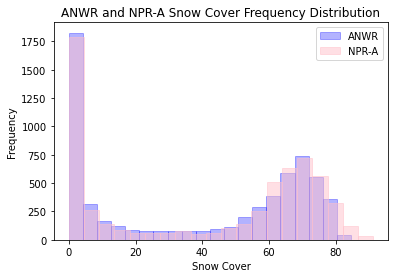 ANWR and NPR-A Snow Cover Frequency Distribution
ANWR
NPR-A
Frequency
1750
1500
1250
1000
750
500
250
0
0 20 40 60 80
Snow Cover